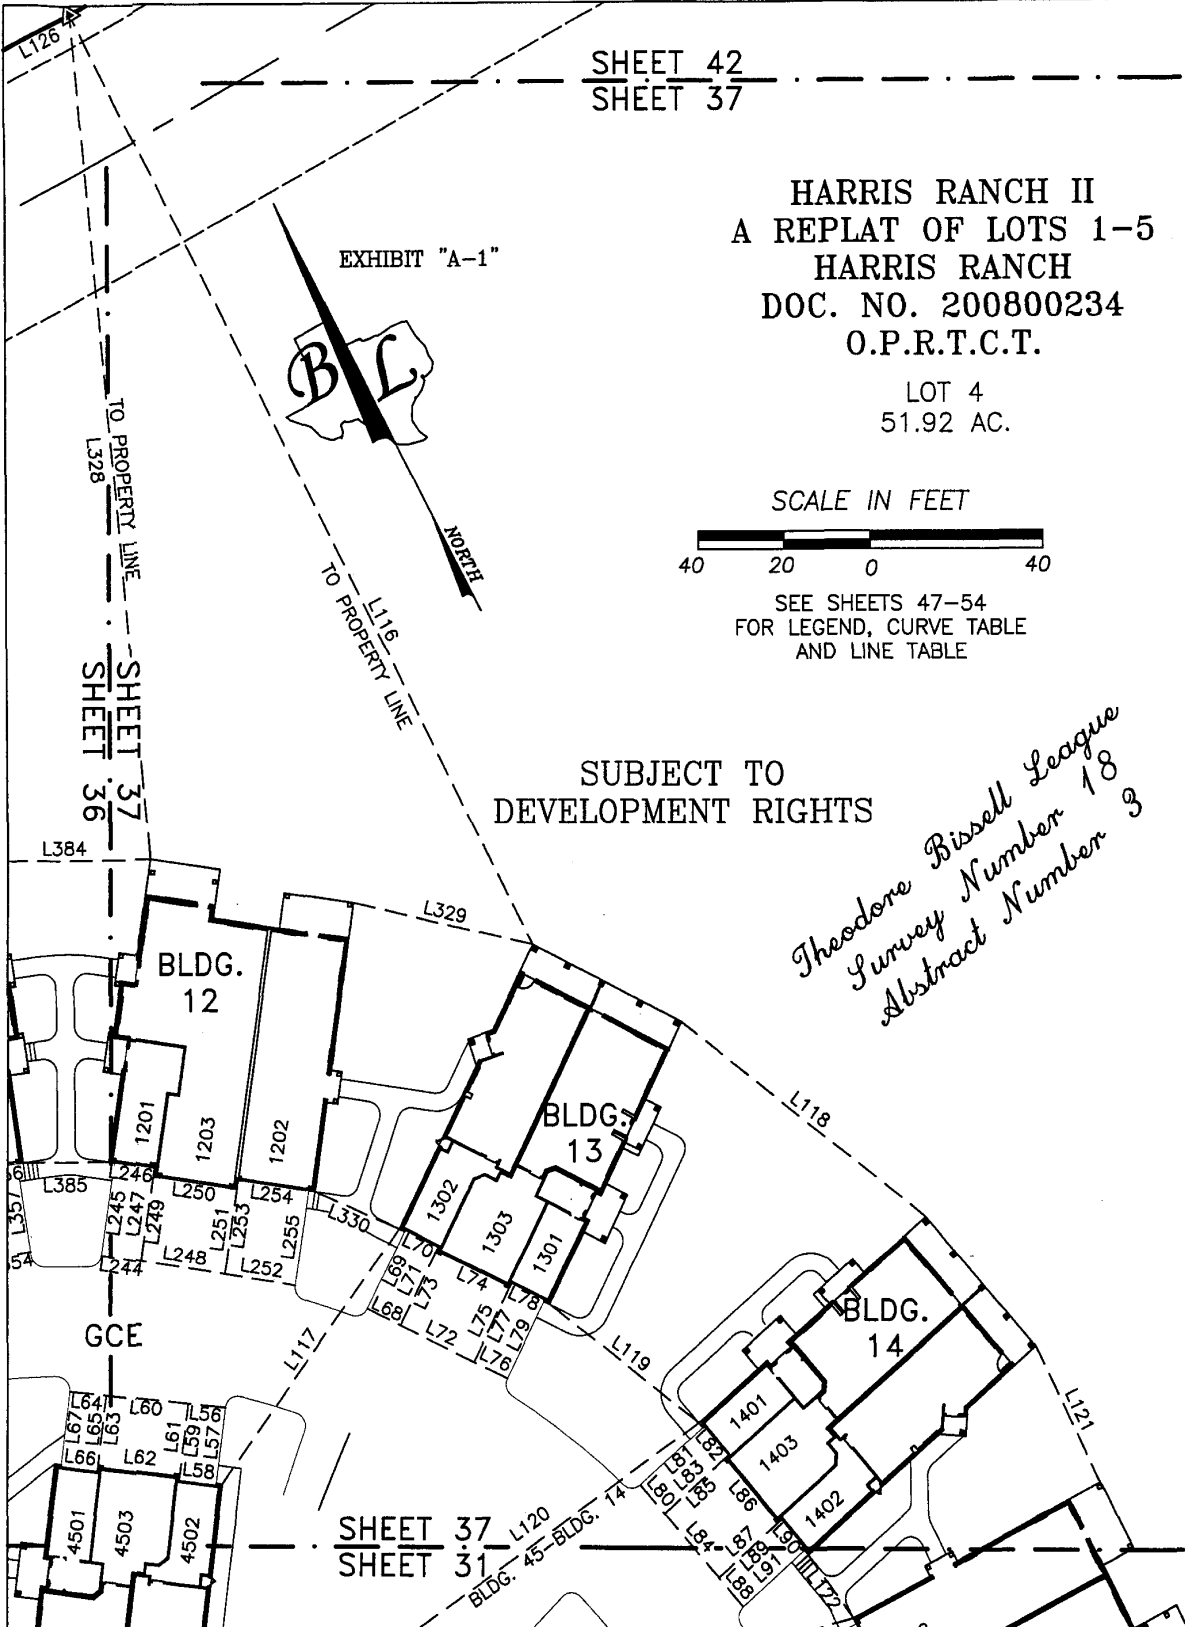 L126
SHEET 42
SHEET 37
HARRIS RANCH II
A REPLAT OF LOTS 1-5
HARRIS RANCH
DOC. NO. 200800234
O.P.R.T.C.T.
LOT 4
51.92 AC.
EXHIBIT "A-1"
B L
NORTH
SCALE IN FEET
40 20 0 40
SEE SHEETS 47-54
FOR LEGEND, CURVE TABLE
AND LINE TABLE
TO PROPERTY LINE
L328
L116
TO PROPERTY LINE
SHEET 37
SHEET 36
SUBJECT TO
DEVELOPMENT RIGHTS
Theodore Bissell League
Survey Number 18
Abstract Number 3
L384
L329
BLDG.
12
1201
1203
1202
BLDG.
13
1302
1303
1301
L118
L385
L357
L246
L250
L254
L245
L247
L249
L251
L253
L255
L244
L248
L252
L330
L70
L69
L71
L73
L74
L75
L77
L78
L79
L68
L72
L76
GCE
L117
L119
BLDG.
14
1401
1403
1402
L121
L64
L60
L56
L67
L65
L63
L61
L59
L57
L66
L62
L58
4501
4503
4502
L82
L81
L83
L80
L85
L86
L84
L87
L89
L90
L91
L88
L122
SHEET 37
SHEET 31
L120
BLDG. 45-BLDG. 14